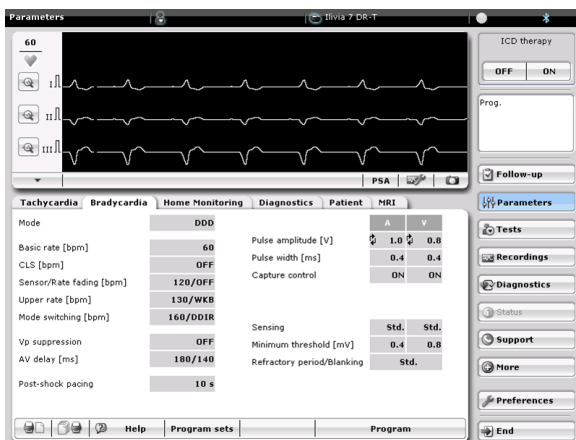 Parameters
Ilivia 7 DR-T
60
I
II
III
PSA
ICD therapy
OFF ON
Prog.
Follow-up
Parameters
Tests
Recordings
Diagnostics
Status
Support
More
Preferences
End
Tachycardia Bradycardia Home Monitoring Diagnostics Patient MRI
Mode DDD
Basic rate [bpm] 60
CLS [bpm] OFF
Sensor/Rate fading [bpm] 120/OFF
Upper rate [bpm] 130/WKB
Mode switching [bpm] 160/DDIR
Vp suppression OFF
AV delay [ms] 180/140
Post-shock pacing 10 s
A V
Pulse amplitude [V] 1.0 0.8
Pulse width [ms] 0.4 0.4
Capture control ON ON
Sensing Std. Std.
Minimum threshold [mV] 0.4 0.8
Refractory period/Blanking Std.
Help Program sets Program